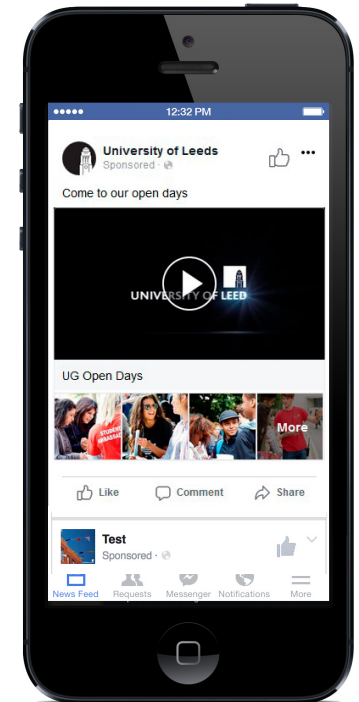 12:32 PM
University of Leeds
Sponsored ·
Come to our open days
UNIVERSITY OF LEED
UG Open Days
STUDENT
More
Like Comment Share
Test
Sponsored ·
News Feed Requests Messenger Notifications More